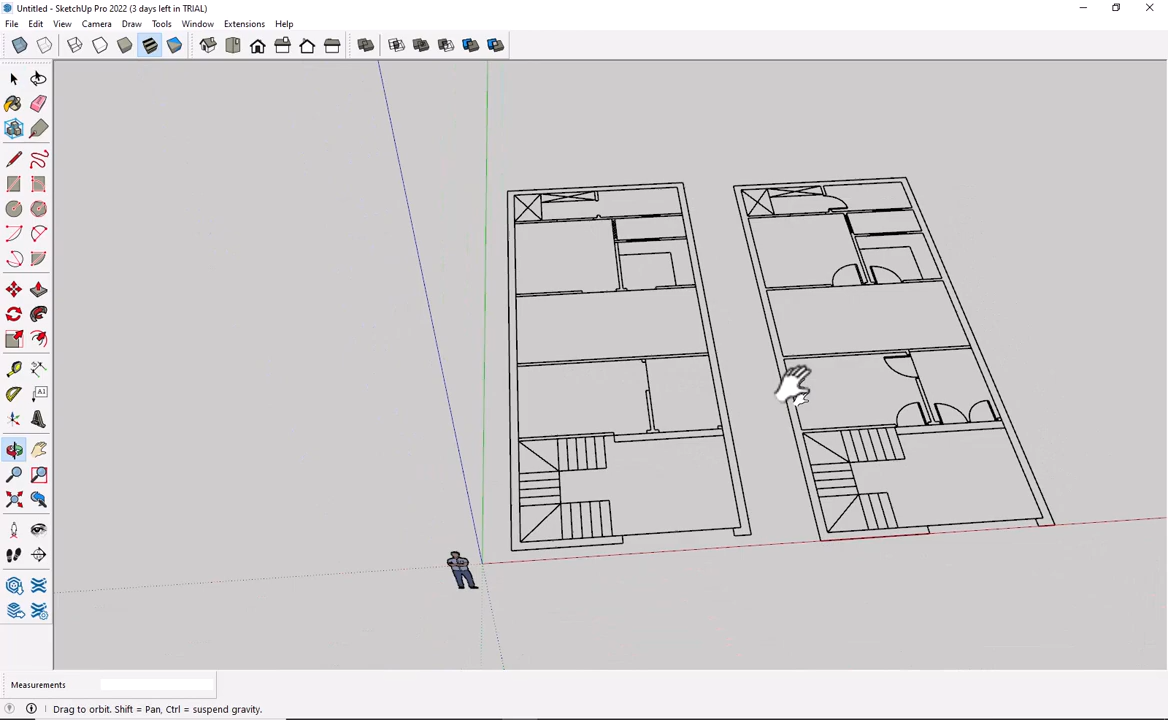 Untitled - SketchUp Pro 2022 (3 days left in TRIAL)
File Edit View Camera Draw Tools Window Extensions Help
A1
Measurements
Drag to orbit. Shift = Pan, Ctrl = suspend gravity.